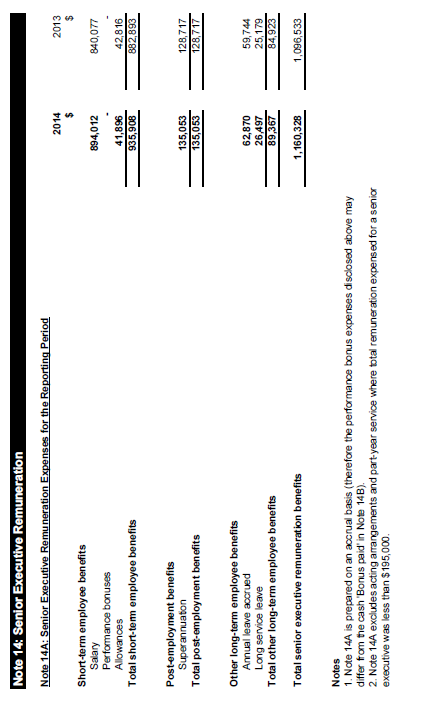 Note 14: Senior Executive Remuneration
Note 14A: Senior Executive Remuneration Expenses for the Reporting Period
2014 2013
$ $
Short-term employee benefits
Salary 894,012 840,077
Performance bonuses - -
Allowances 41,896 42,816
Total short-term employee benefits 935,908 882,893
Post-employment benefits
Superannuation 135,053 128,717
Total post-employment benefits 135,053 128,717
Other long-term employee benefits
Annual leave accrued 62,870 59,744
Long service leave 26,497 25,179
Total other long-term employee benefits 89,367 84,923
Total senior executive remuneration benefits 1,160,328 1,096,533
Notes
1. Note 14A is prepared on an accrual basis (therefore the performance bonus expenses disclosed above may
differ from the cash 'Bonus paid' in Note 14B).
2. Note 14A excludes acting arrangements and part-year service where total remuneration expensed for a senior
executive was less than $195,000.